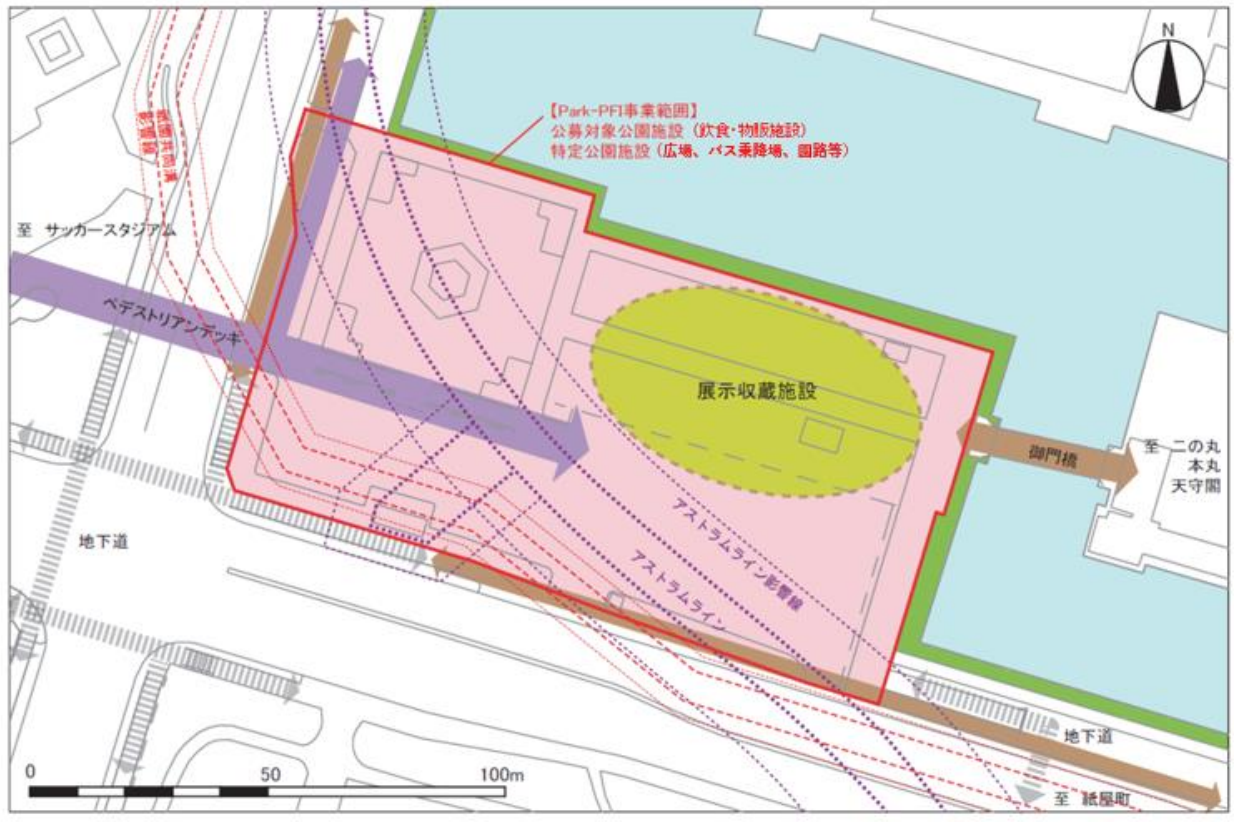 N
【Park-PFI事業範囲】
公募対象公園施設（飲食・物販施設）
特定公園施設（広場、バス乗降場、園路等）
至 サッカースタジアム
ペデストリアンデッキ
展示収蔵施設
御門橋
至 二の丸
本丸
天守閣
地下道
アストラムライン影響線
アストラムライン
地下道
至 紙屋町
0 50 100m